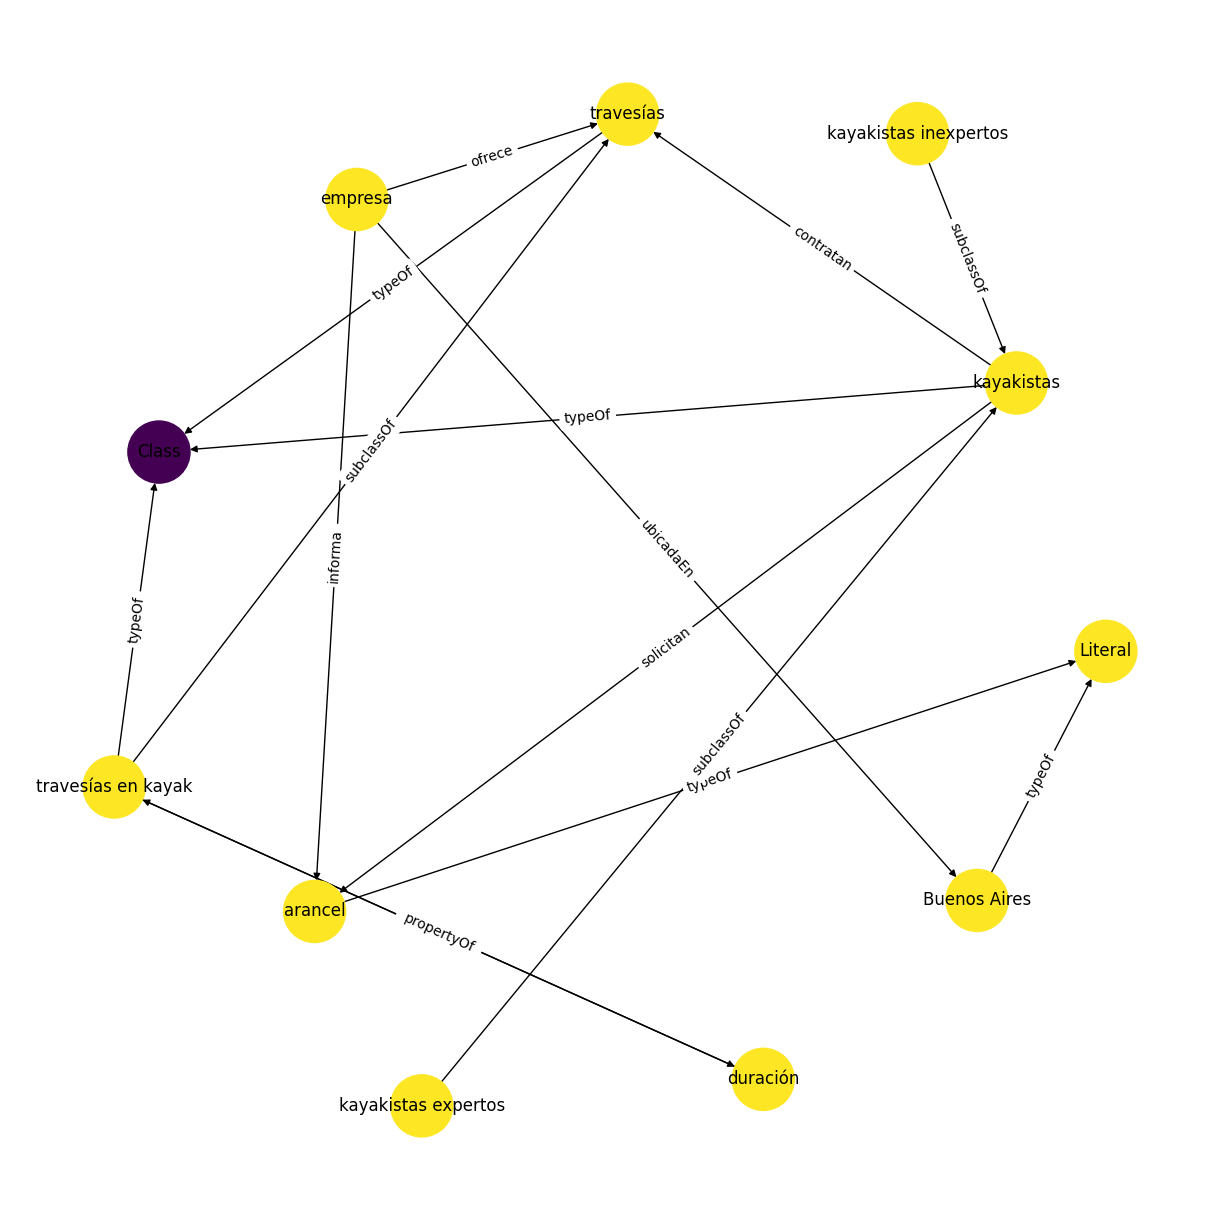 travesías
kayakistas inexpertos
ofrece
empresa
contratan
subclassOf
typeOf
kayakistas
typeOf
subclassOf
Class
ubicadaEn
informa
typeOf
solicitan
Literal
subclassOf
typeOf
typeOf
travesías en kayak
Buenos Aires
arancel
propertyOf
duración
kayakistas expertos